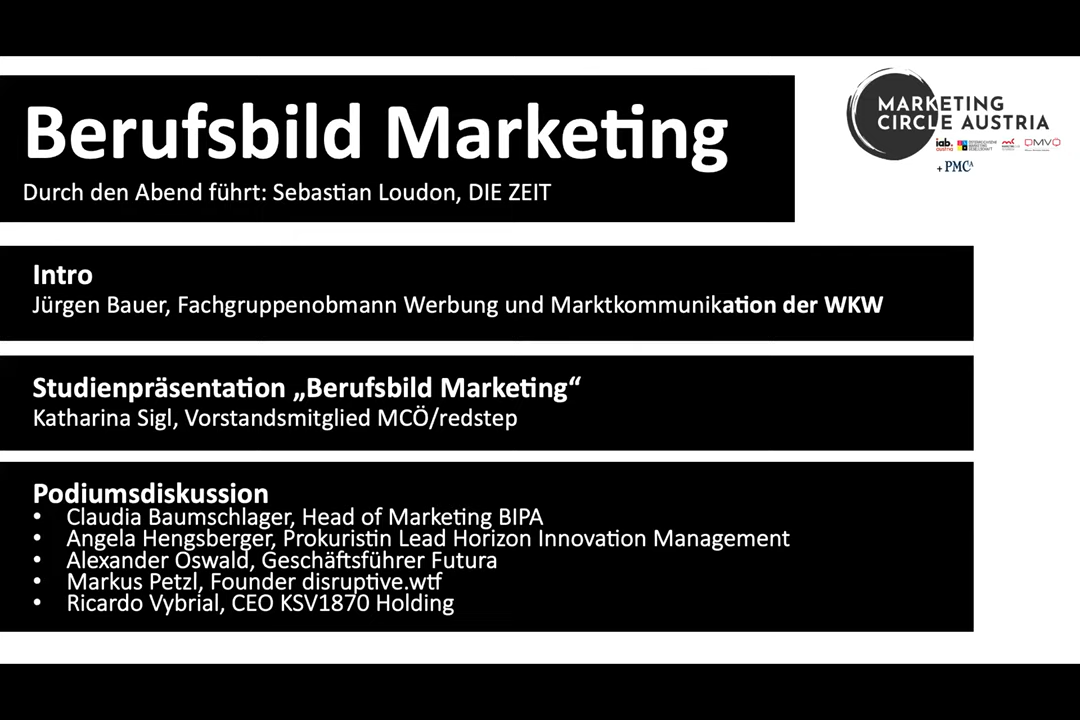 Berufsbild Marketing
Durch den Abend führt: Sebastian Loudon, DIE ZEIT
MARKETING
CIRCLE AUSTRIA
iab.
austria
DMVÖ
+ PMCA
Intro
Jürgen Bauer, Fachgruppenobmann Werbung und Marktkommunikation der WKW
Studienpräsentation „Berufsbild Marketing“
Katharina Sigl, Vorstandsmitglied MCÖ/redstep
Podiumsdiskussion
• Claudia Baumschlager, Head of Marketing BIPA
• Angela Hengsberger, Prokuristin Lead Horizon Innovation Management
• Alexander Oswald, Geschäftsführer Futura
• Markus Petzl, Founder disruptive.wtf
• Ricardo Vybrial, CEO KSV1870 Holding